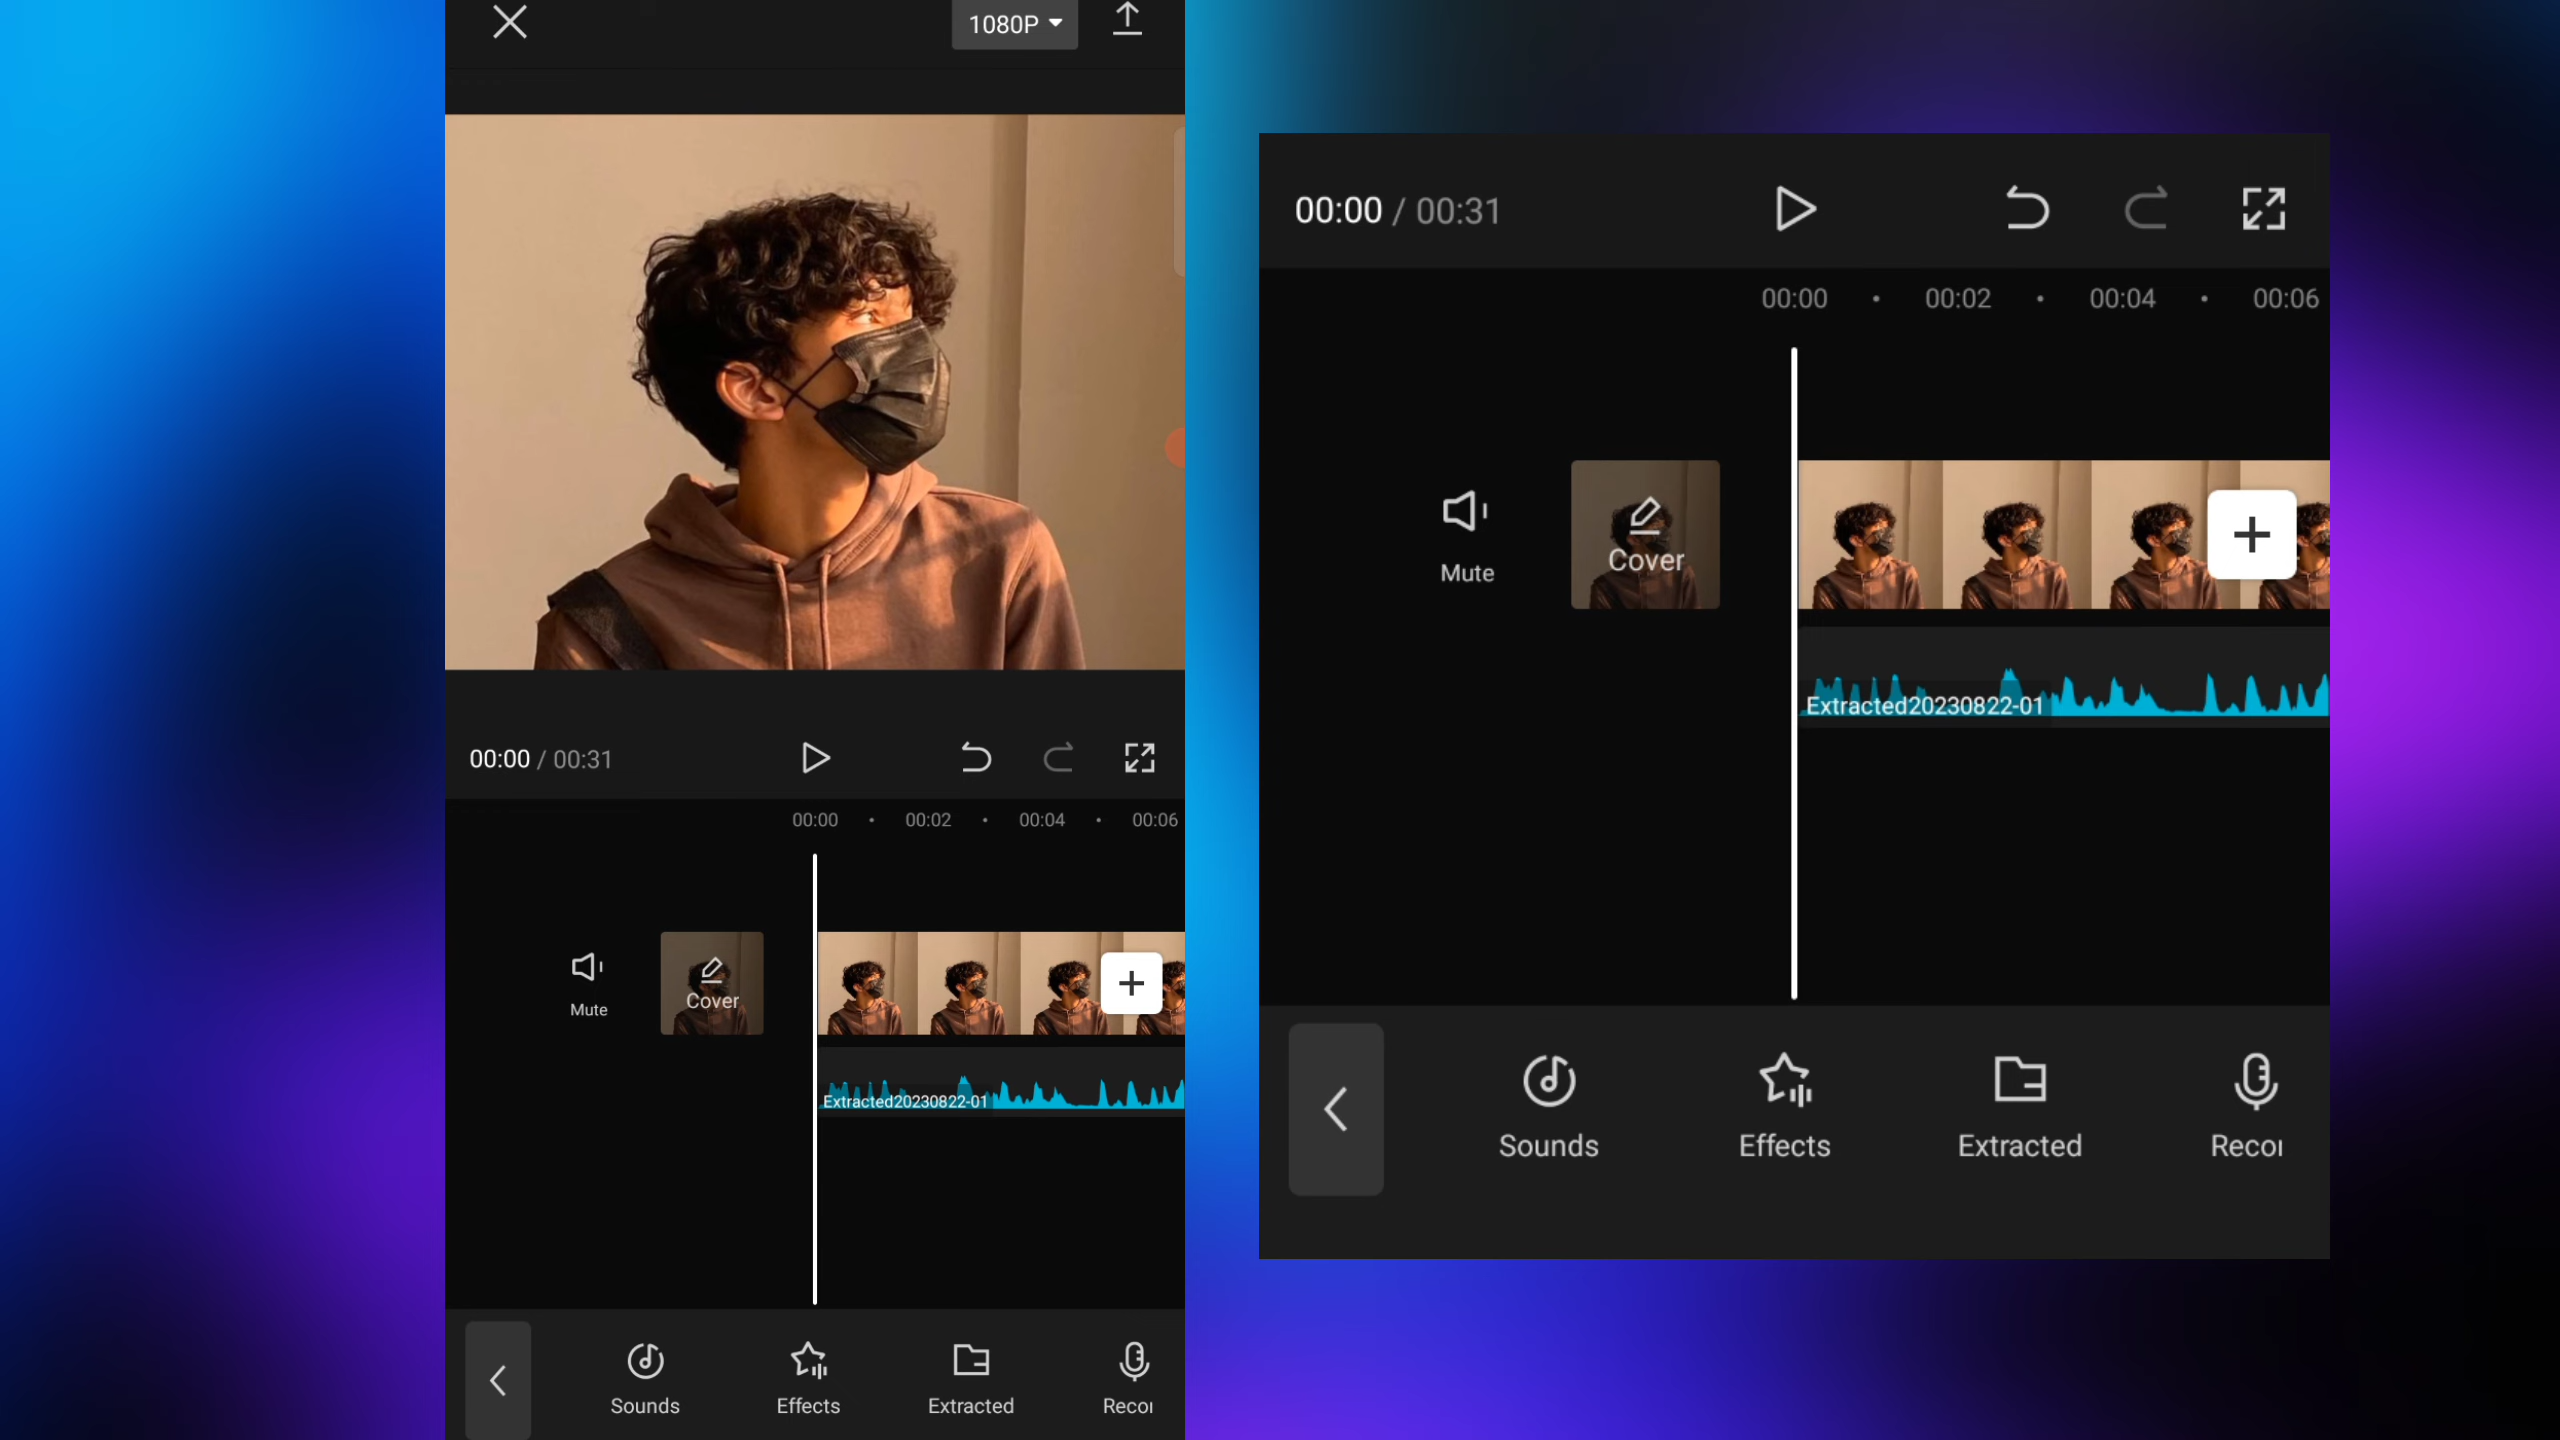 1080P
00:00 / 00:31
00:00 • 00:02 • 00:04 • 00:06
Mute
Cover
Extracted20230822-01
Sounds Effects Extracted Recor
00:00 / 00:31
00:00 • 00:02 • 00:04 • 00:06
Mute
Cover
Extracted20230822-01
Sounds Effects Extracted Recor